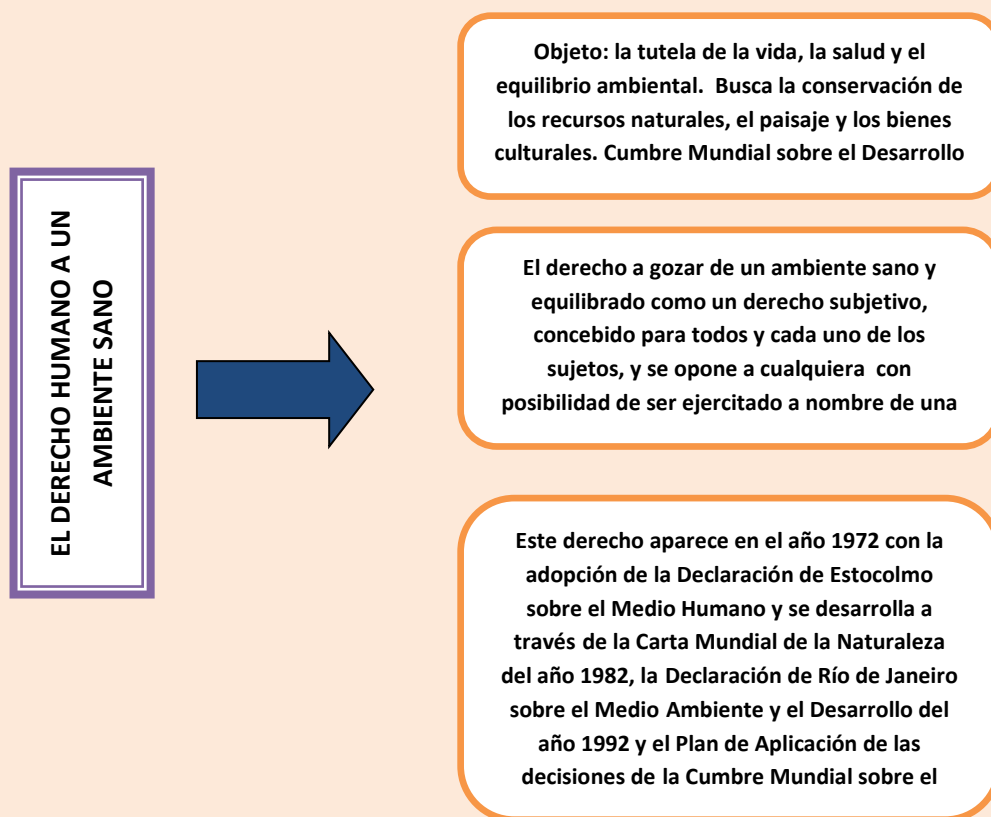 EL DERECHO HUMANO A UN
AMBIENTE SANO
Objeto: la tutela de la vida, la salud y el
equilibrio ambiental. Busca la conservación de
los recursos naturales, el paisaje y los bienes
culturales. Cumbre Mundial sobre el Desarrollo
El derecho a gozar de un ambiente sano y
equilibrado como un derecho subjetivo,
concebido para todos y cada uno de los
sujetos, y se opone a cualquiera con
posibilidad de ser ejercitado a nombre de una
Este derecho aparece en el año 1972 con la
adopción de la Declaración de Estocolmo
sobre el Medio Humano y se desarrolla a
través de la Carta Mundial de la Naturaleza
del año 1982, la Declaración de Río de Janeiro
sobre el Medio Ambiente y el Desarrollo del
año 1992 y el Plan de Aplicación de las
decisiones de la Cumbre Mundial sobre el